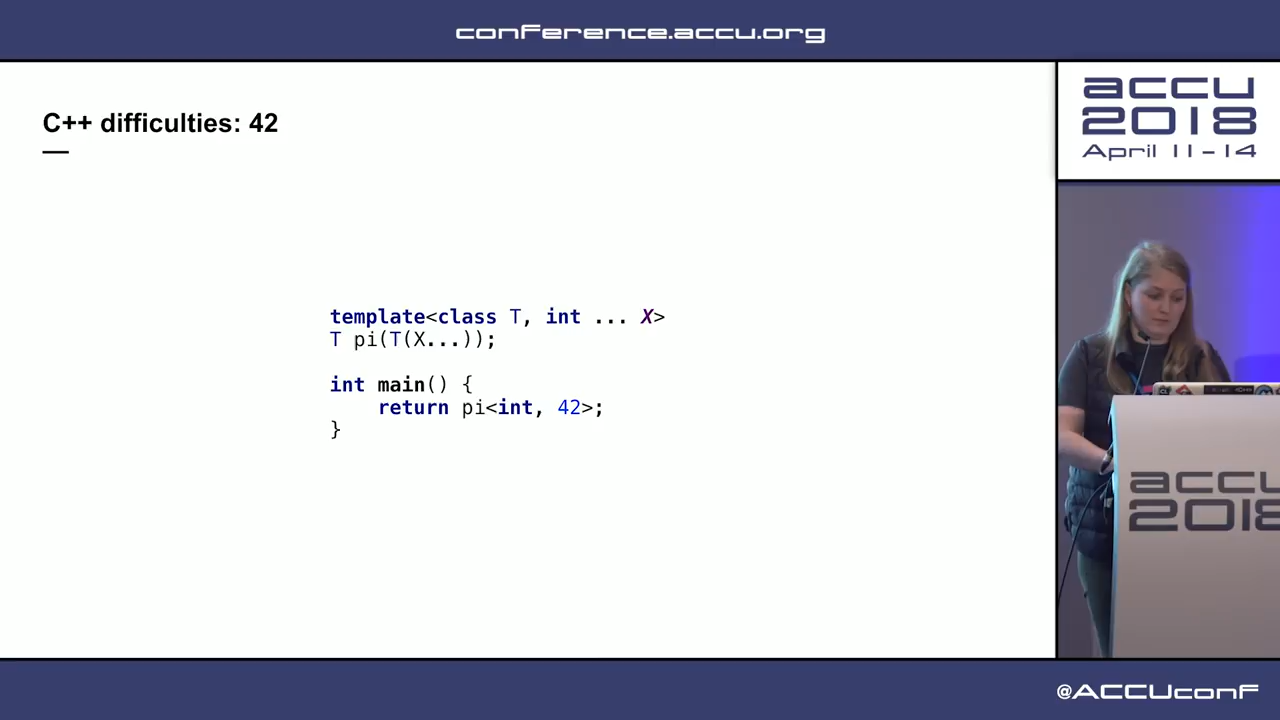 conference.accu.org
C++ difficulties: 42
template<class T, int ... X>
T pi(T(X...));
int main() {
return pi<int, 42>;
}
accu
2018
April 11-14
accu
2018
@ACCUconf